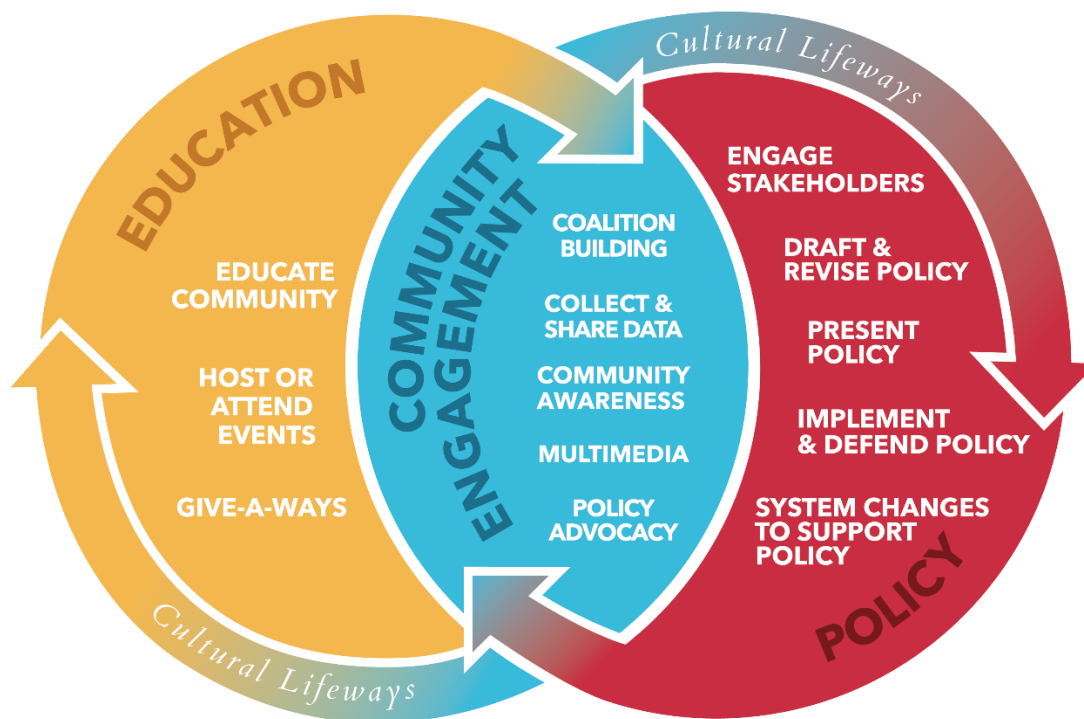 EDUCATION
EDUCATE
COMMUNITY
HOST OR
ATTEND
EVENTS
GIVE-A-WAYS
Cultural Lifeways
COMMUNITY
ENGAGEMENT
COALITION
BUILDING
COLLECT &
SHARE DATA
COMMUNITY
AWARENESS
MULTIMEDIA
POLICY
ADVOCACY
Cultural Lifeways
ENGAGE
STAKEHOLDERS
DRAFT &
REVISE POLICY
PRESENT
POLICY
IMPLEMENT
& DEFEND POLICY
SYSTEM CHANGES
TO SUPPORT
POLICY
POLICY